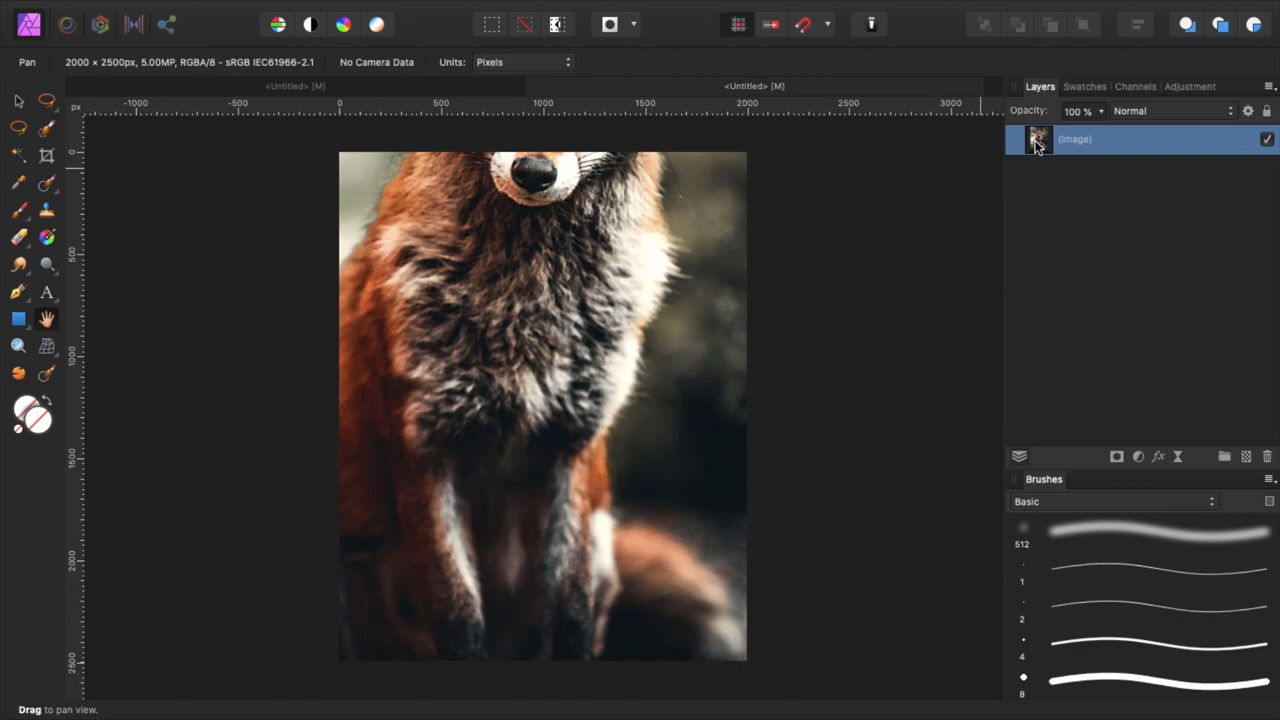 Pan 2000 × 2500px, 5.00MP, RGBA/8 - sRGB IEC61966-2.1 No Camera Data Units: Pixels
<Untitled> [M] <Untitled> [M]
Layers Swatches Channels Adjustment
px -1000 -500 0 500 1000 1500 2000 2500 3000
Opacity: 100 % Normal
(Image)
0
500
1000
1500
2000
2500
A
fx
Brushes
Basic
512
1
2
4
8
Drag to pan view.